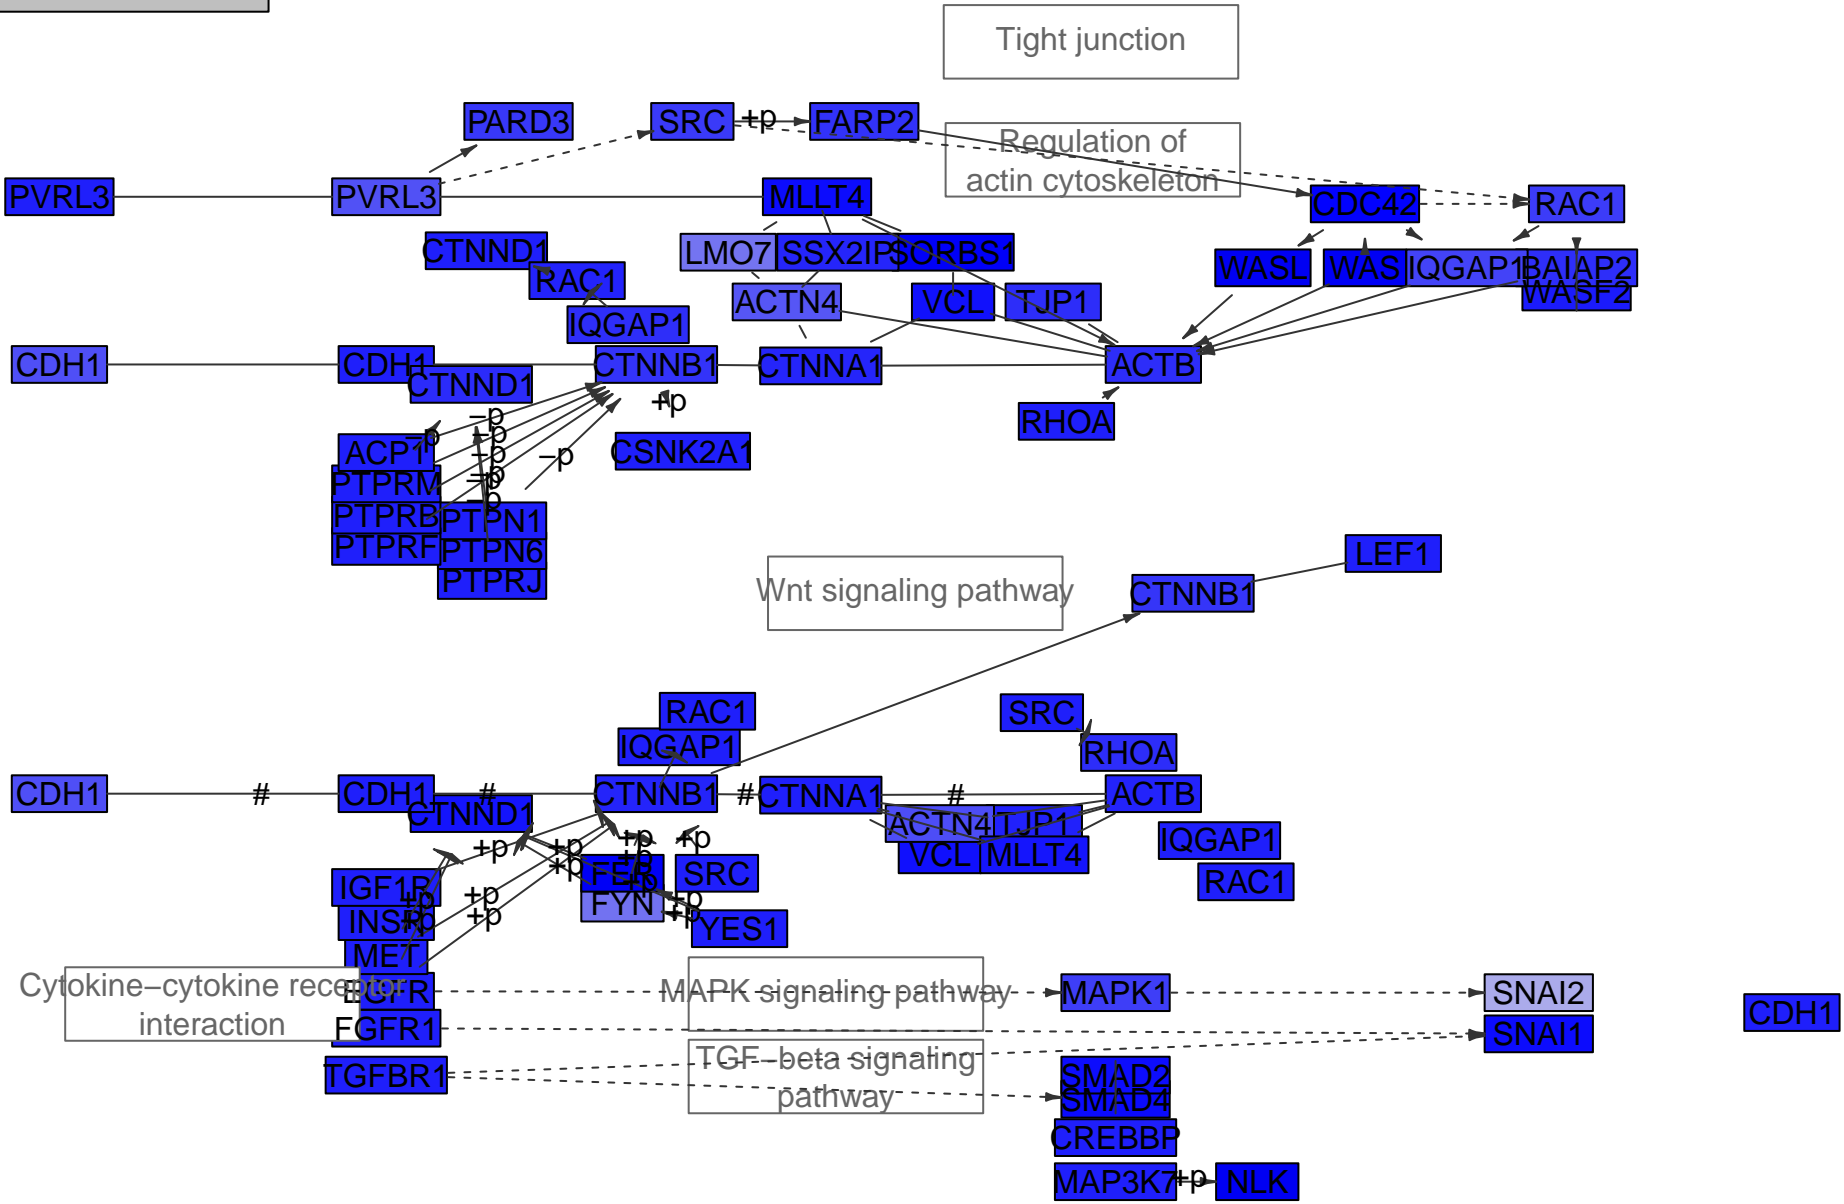 Tight junction
PARD3
SRC
+p
FARP2
Regulation of
actin cytoskeleton
PVRL3
PVRL3
MLLT4
CDC42
RAC1
CTNND1
LMO7
SSX2IP
SORBS1
WASL
WAS
IQGAP1
BAIAP2
WASF2
RAC1
ACTN4
VCL
TJP1
IQGAP1
CDH1
CDH1
CTNND1
CTNNB1
CTNNA1
ACTB
+p
RHOA
−p
−p
−p
−p
−p
−p
−p
−p
ACP1
CSNK2A1
PTPRM
PTPRB
PTPN1
PTPRF
PTPN6
PTPRJ
LEF1
Wnt signaling pathway
CTNNB1
RAC1
SRC
IQGAP1
RHOA
CDH1
#
CDH1
#
CTNNB1
#
CTNNA1
#
ACTB
CTNND1
ACTN4
TJP1
+p
+p
+p
+p
IQGAP1
VCL
MLLT4
+p
+p
FER
SRC
RAC1
IGF1R
+p
+p
+p
+p
FYN
INSR
+p
+p
+p
YES1
MET
Cytokine−cytokine receptor
interaction
EGFR
MAPK signaling pathway
MAPK1
SNAI2
CDH1
FGFR1
SNAI1
TGF−beta signaling
pathway
TGFBR1
SMAD2
SMAD4
CREBBP
MAP3K7
+p
NLK